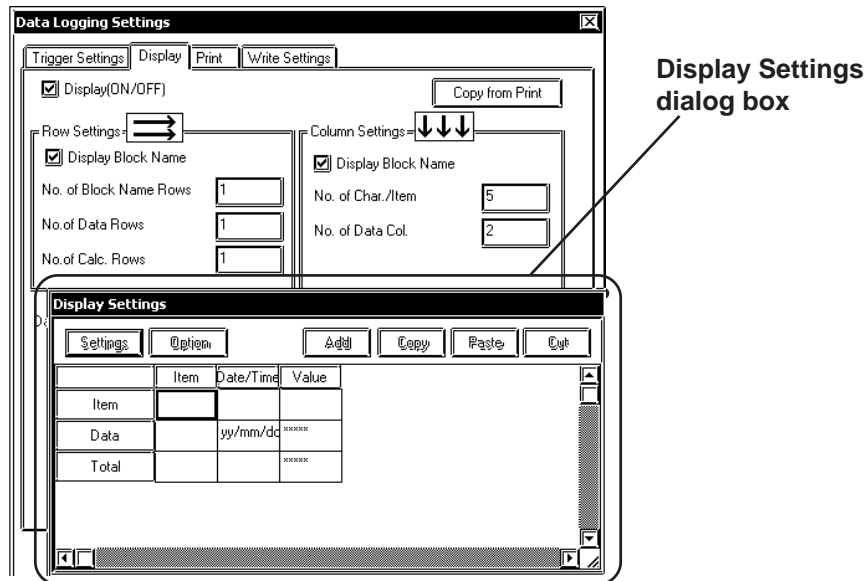 Data Logging Settings
Trigger Settings Display Print Write Settings
Display(ON/OFF)
Copy from Print
Row Settings
Column Settings
Display Block Name
Display Block Name
No. of Block Name Rows 1
No. of Char./Item 5
No.of Data Rows 1
No. of Data Col. 2
No.of Calc. Rows 1
Display Settings
dialog box
Display Settings
Settings Option Add Copy Paste Cut
Item Date/Time Value
Item
Data yy/mm/dd *****
Total *****